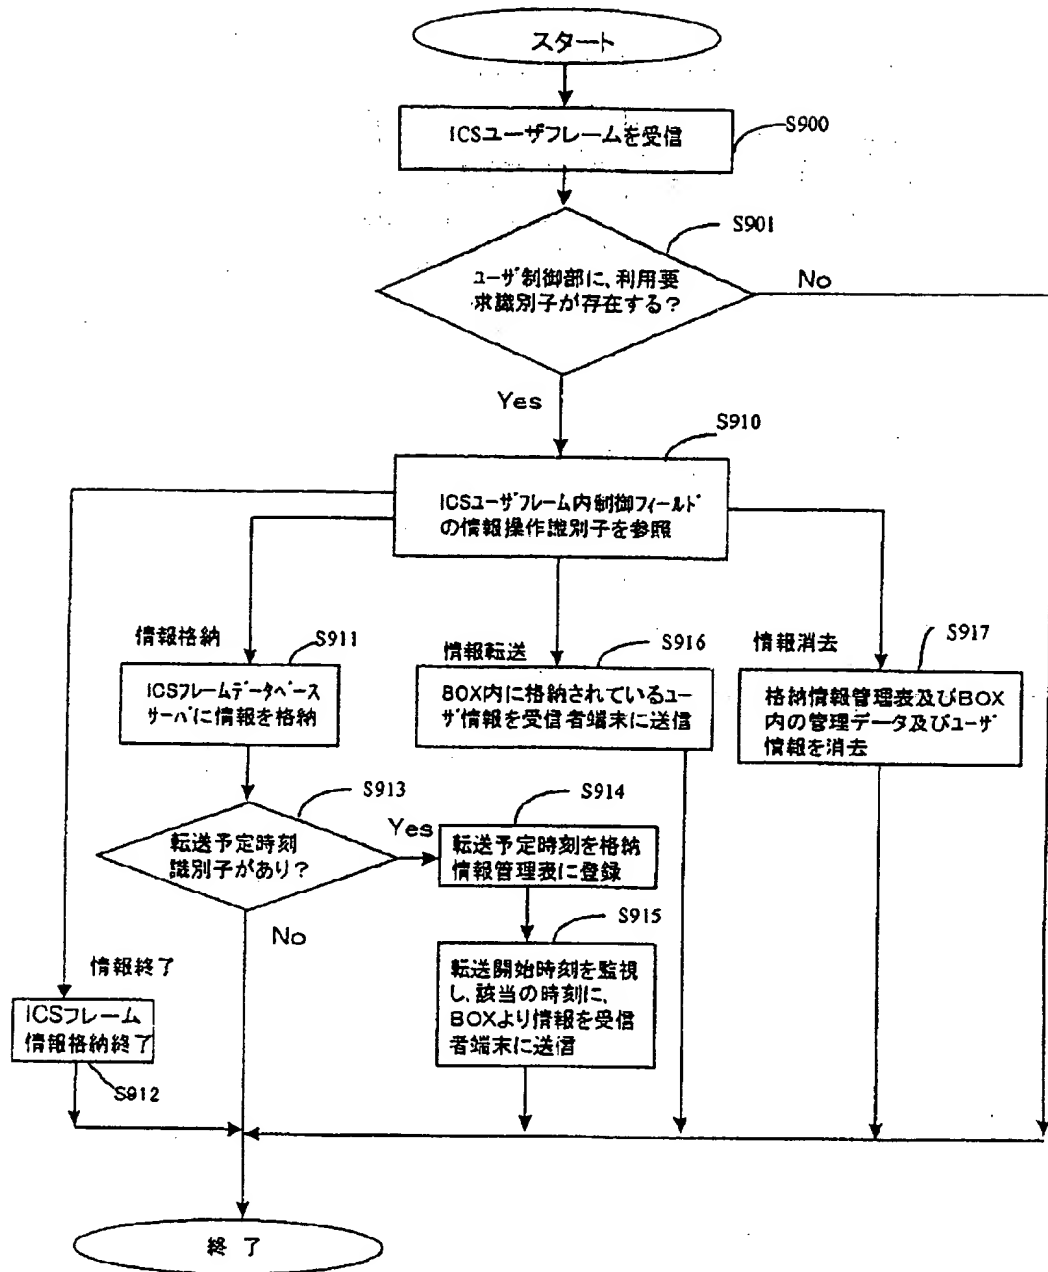 スタート
ICSユーザフレームを受信
S900
S901
ユーザ制御部に、利用要
求識別子が存在する?
No
Yes
S910
ICSユーザフレーム内制御フィールド
の情報操作識別子を参照
情報格納
S911
ICSフレームデータベース
サーバに情報を格納
情報転送
S916
BOX内に格納されているユー
ザ情報を受信者端末に送信
情報消去
S917
格納情報管理表及びBOX
内の管理データ及びユーザ
情報を消去
S913
転送予定時刻
識別子があり?
Yes
S914
転送予定時刻を格納
情報管理表に登録
No
S915
転送開始時刻を監視
し、該当の時刻に、
BOXより情報を受信
者端末に送信
情報終了
ICSフレーム
情報格納終了
S912
終了